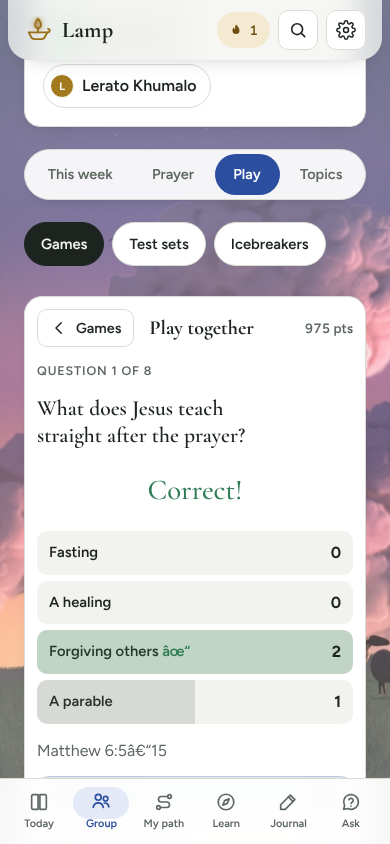 Lamp
1
L Lerato Khumalo
This week Prayer Play Topics
Games Test sets Icebreakers
Games Play together 975 pts
QUESTION 1 OF 8
What does Jesus teach
straight after the prayer?
Correct!
Fasting 0
A healing 0
Forgiving others âœ“ 2
A parable 1
Matthew 6:5â€“15
Today Group My path Learn Journal Ask